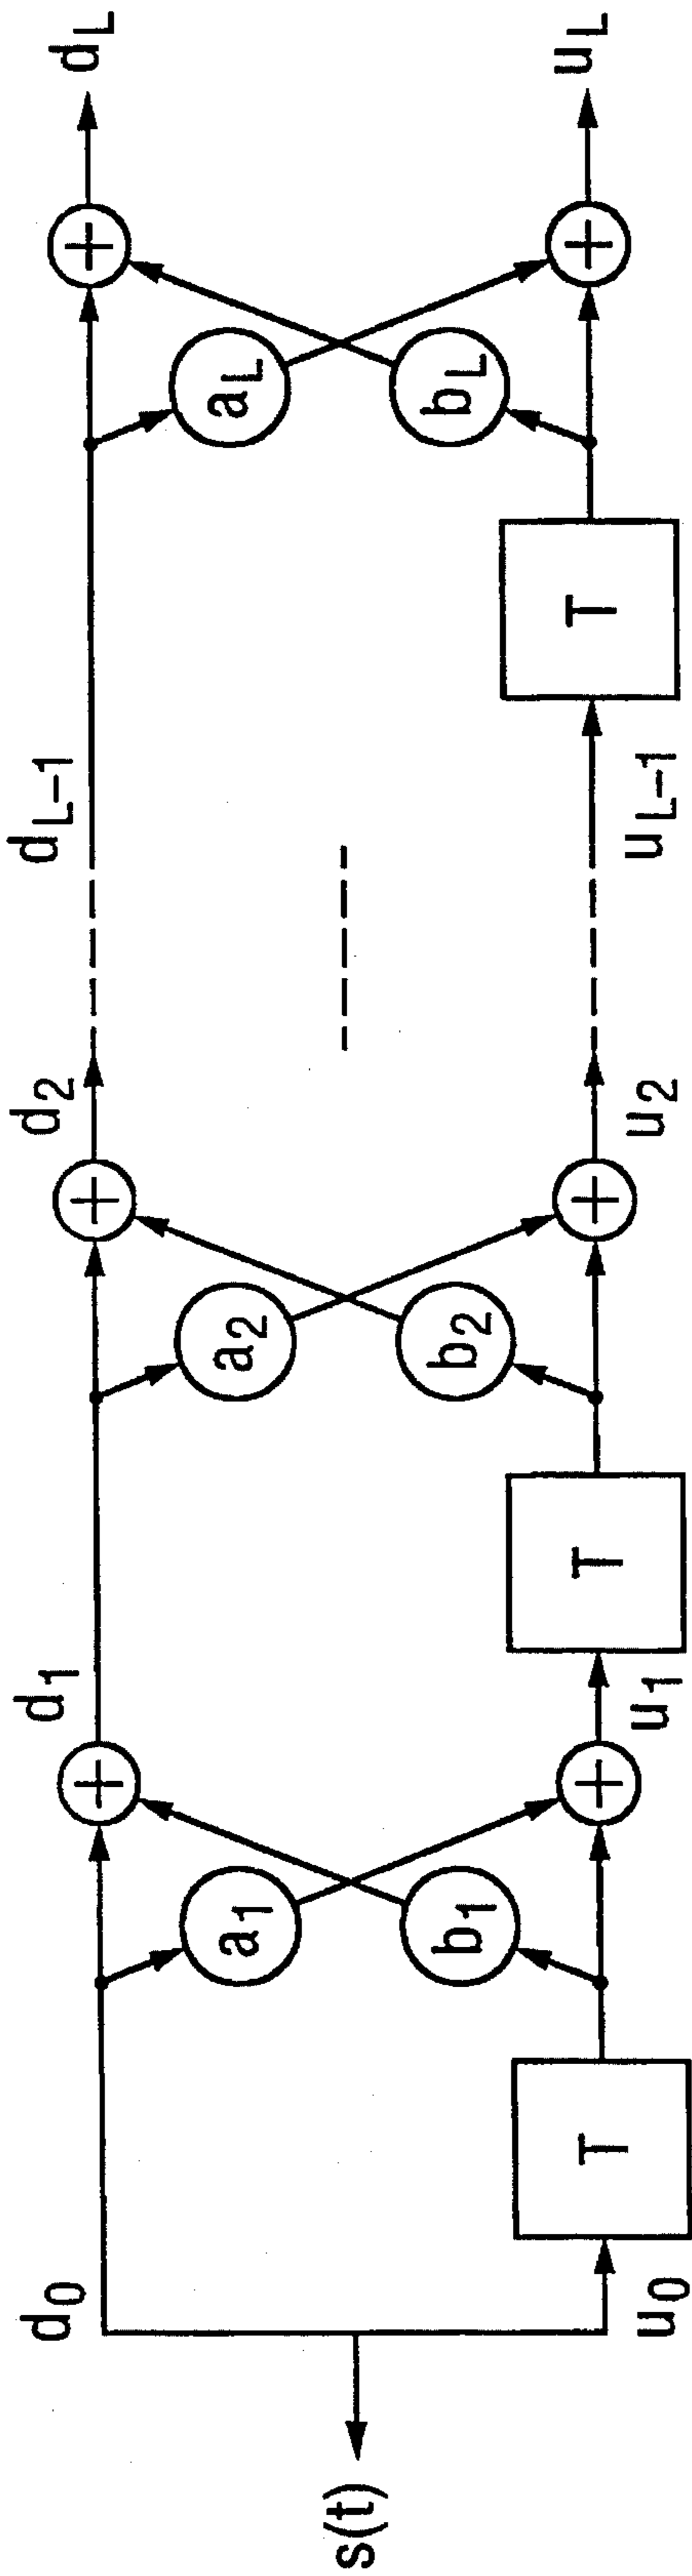 d0 d1 d2 dL–1 dL
+ + +
a1 a2 aL
s(t)
b1 b2 bL
T + T + T +
u0 u1 u2 uL–1 uL